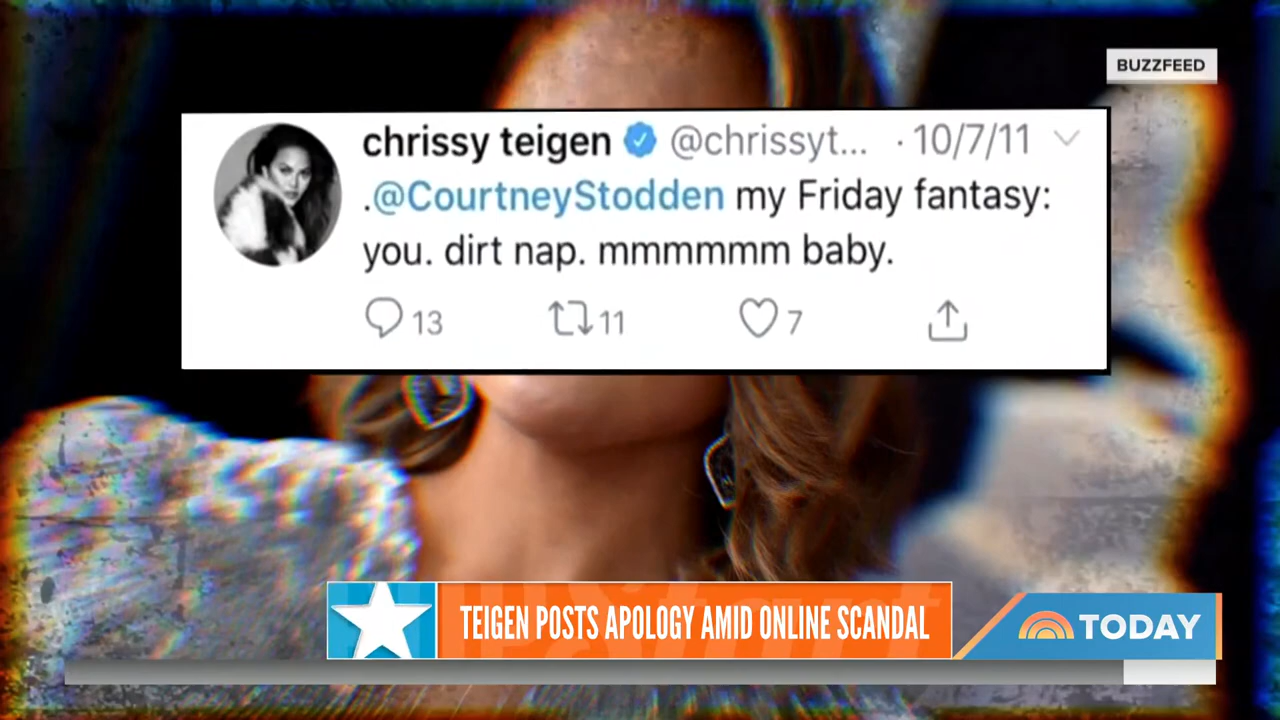 BUZZFEED
chrissy teigen @chrissyt... · 10/7/11
.@CourtneyStodden my Friday fantasy:
you. dirt nap. mmmmmm baby.
13 11 7
TEIGEN POSTS APOLOGY AMID ONLINE SCANDAL
TODAY